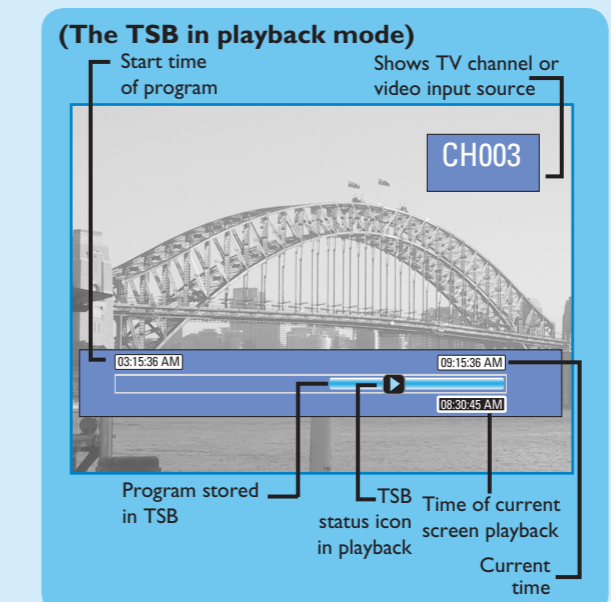 (The TSB in playback mode)
Start time
of program
Shows TV channel or
video input source
CH003
03:15:36 AM
09:15:36 AM
08:30:45 AM
Program stored
in TSB
TSB
status icon
in playback
Time of current
screen playback
Current
time